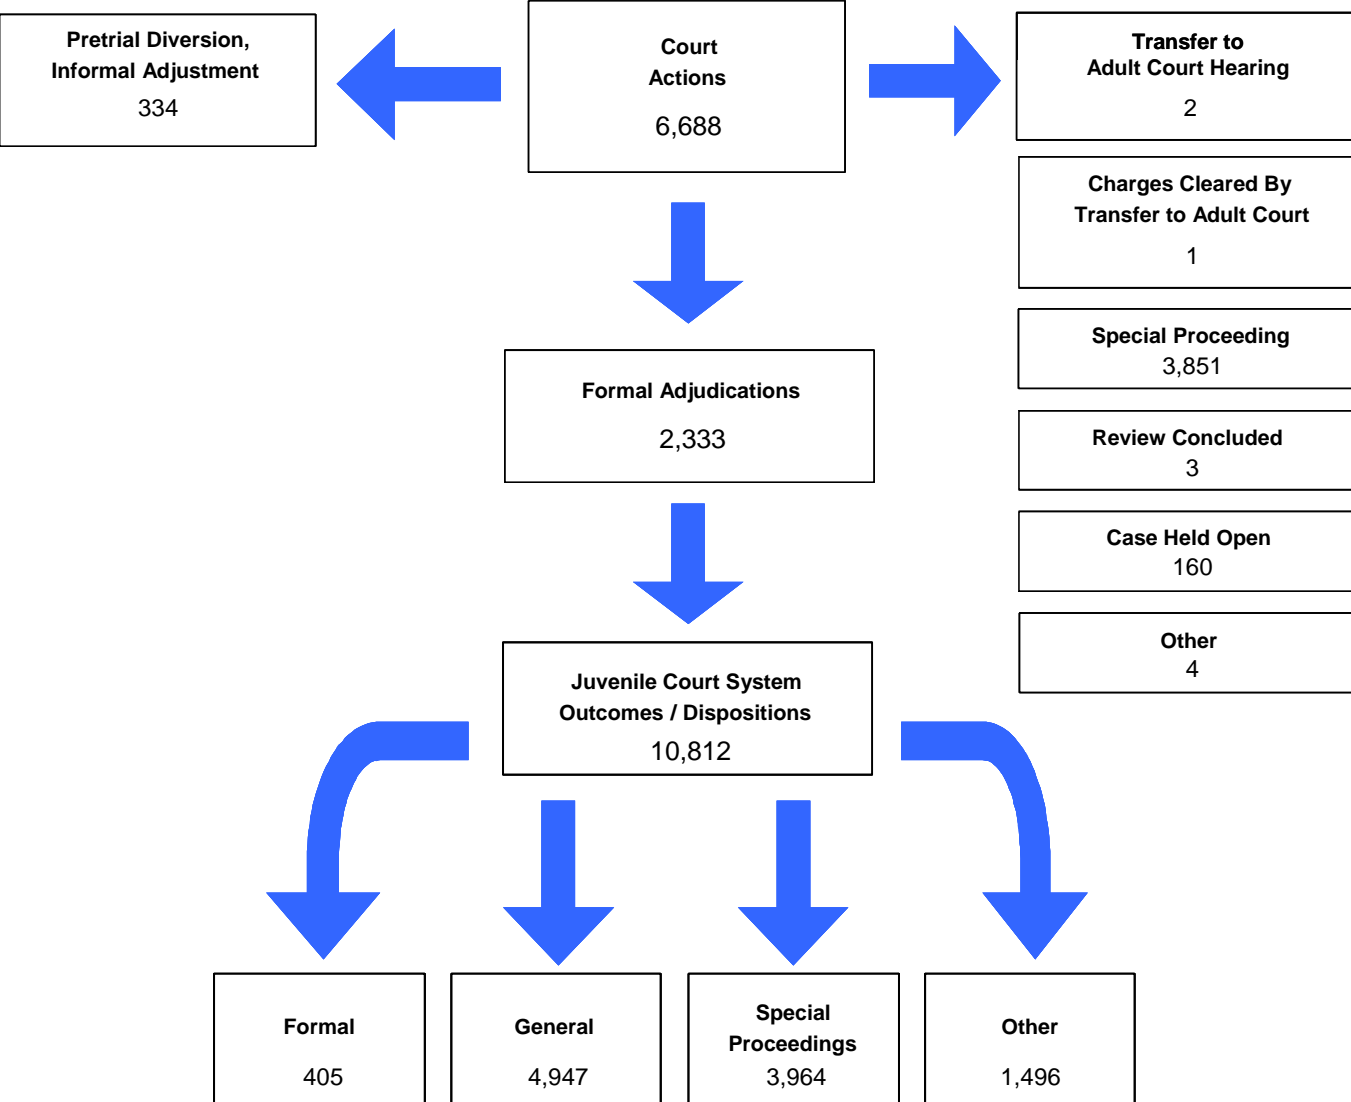 Pretrial Diversion,
Informal Adjustment
334
Court
Actions
6,688
Transfer to
Adult Court Hearing
2
Charges Cleared By
Transfer to Adult Court
1
Special Proceeding
3,851
Review Concluded
3
Case Held Open
160
Other
4
Formal Adjudications
2,333
Juvenile Court System
Outcomes / Dispositions
10,812
Formal
405
General
4,947
Special
Proceedings
3,964
Other
1,496